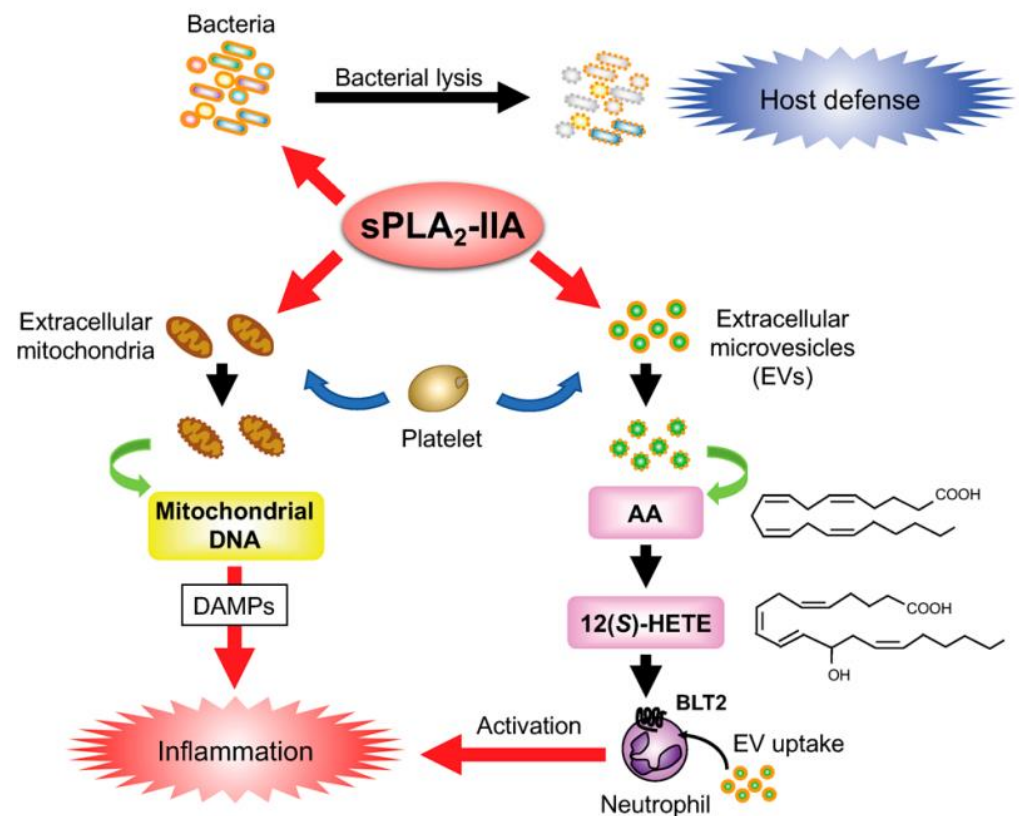 Bacteria
Bacterial lysis
Host defense
sPLA₂-IIA
Extracellular
mitochondria
Extracellular
microvesicles
(EVs)
Platelet
Mitochondrial
DNA
AA
COOH
DAMPs
12(S)-HETE
COOH
OH
BLT2
Inflammation
Activation
EV uptake
Neutrophil